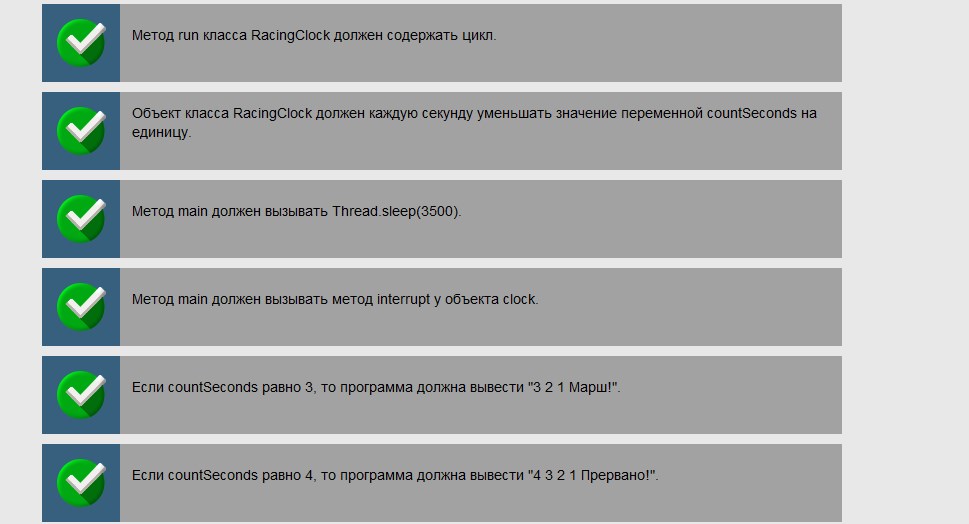 Метод run класса RacingClock должен содержать цикл.
Объект класса RacingClock должен каждую секунду уменьшать значение переменной countSeconds на
единицу.
Метод main должен вызывать Thread.sleep(3500).
Метод main должен вызывать метод interrupt у объекта clock.
Если countSeconds равно 3, то программа должна вывести "3 2 1 Марш!".
Если countSeconds равно 4, то программа должна вывести "4 3 2 1 Прервано!".